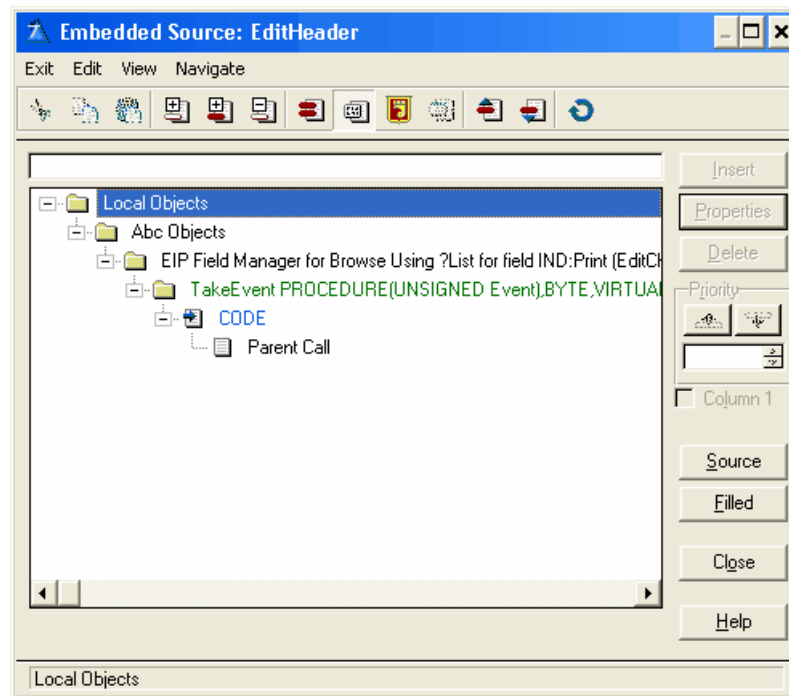 Embedded Source: EditHeader
Exit Edit View Navigate
Insert
Local Objects
Properties
Abc Objects
Delete
EIP Field Manager for Browse Using ?List for field IND:Print (EditCh
Priority
TakeEvent PROCEDURE(UNSIGNED Event),BYTE,VIRTUAL
CODE
Parent Call
Column 1
Source
Filled
Close
Help
Local Objects